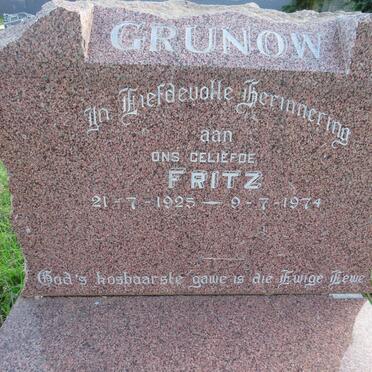 GRUNOW
In Liefdevolle Herinnering
aan
ONS GELIEFDE
FRITZ
21-7-1925 — 9-7-1974
God's kosbaarste gawe is die Ewige Lewe